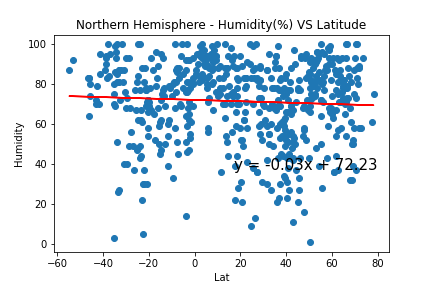 Northern Hemisphere - Humidity(%) VS Latitude
100
80
60
40
20
0
Humidity
y = -0.03x + 72.23
−60 −40 −20 0 20 40 60 80
Lat